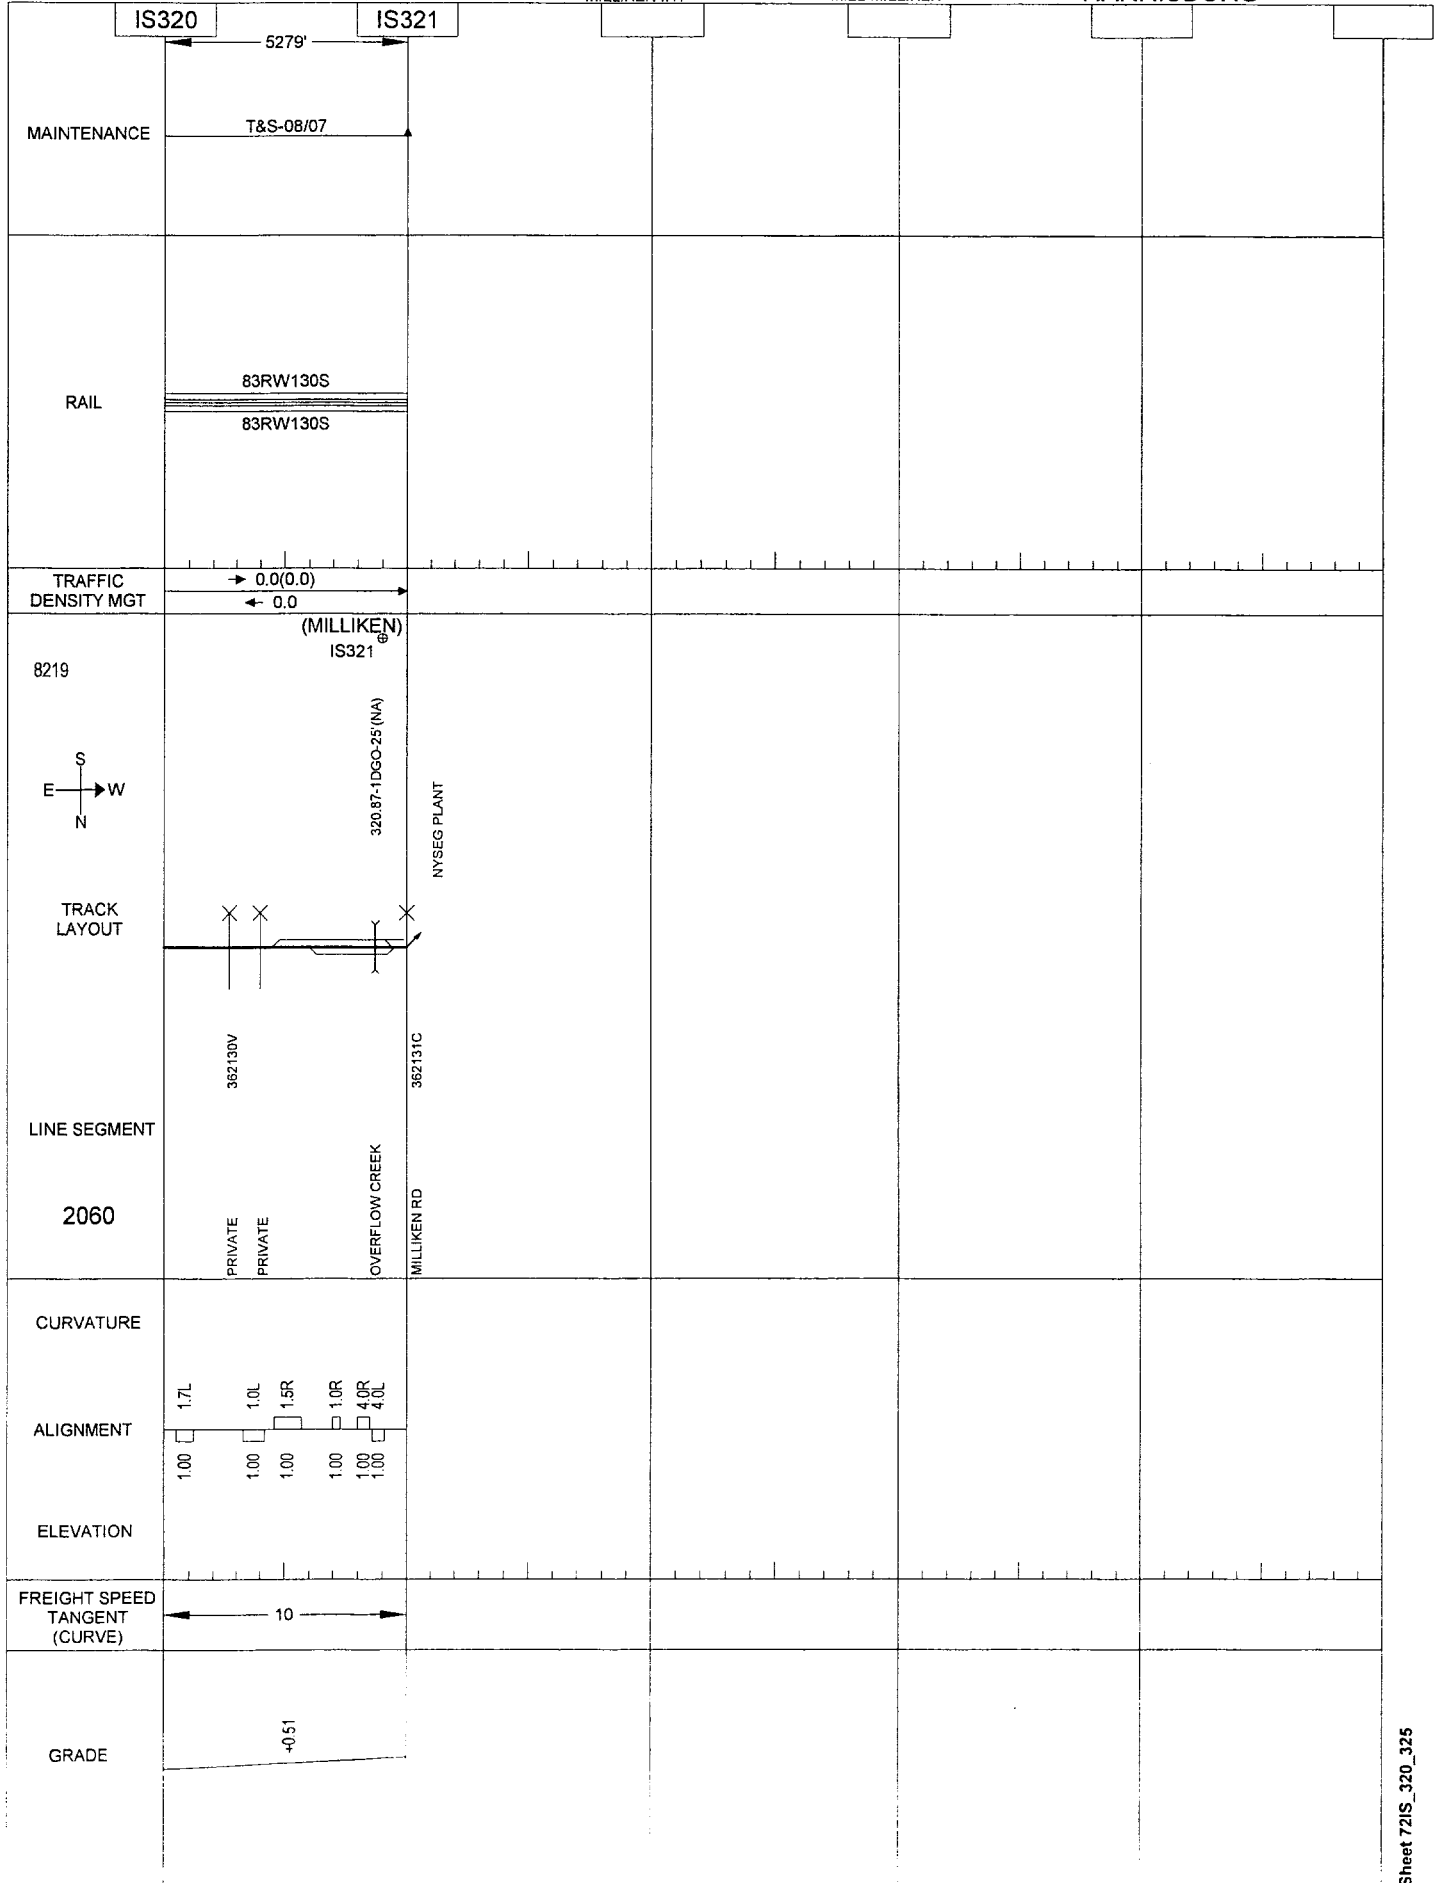 IS320
IS321
5279'
MAINTENANCE
T&S-08/07
RAIL
83RW130S
83RW130S
TRAFFIC
DENSITY MGT
0.0(0.0)
0.0
(MILLIKEN)
IS321
8219
S
E W
N
320.87-1DGO-25'(NA)
NYSEG PLANT
TRACK
LAYOUT
362130V
362131C
LINE SEGMENT
2060
PRIVATE
PRIVATE
OVERFLOW CREEK
MILLIKEN RD
CURVATURE
1.7L 1.0L 1.5R 1.0R 4.0R 4.0L
ALIGNMENT
1.00 1.00 1.00 1.00 1.00 1.00
ELEVATION
FREIGHT SPEED
TANGENT
(CURVE)
10
GRADE
+0.51
Sheet 72IS_320_325